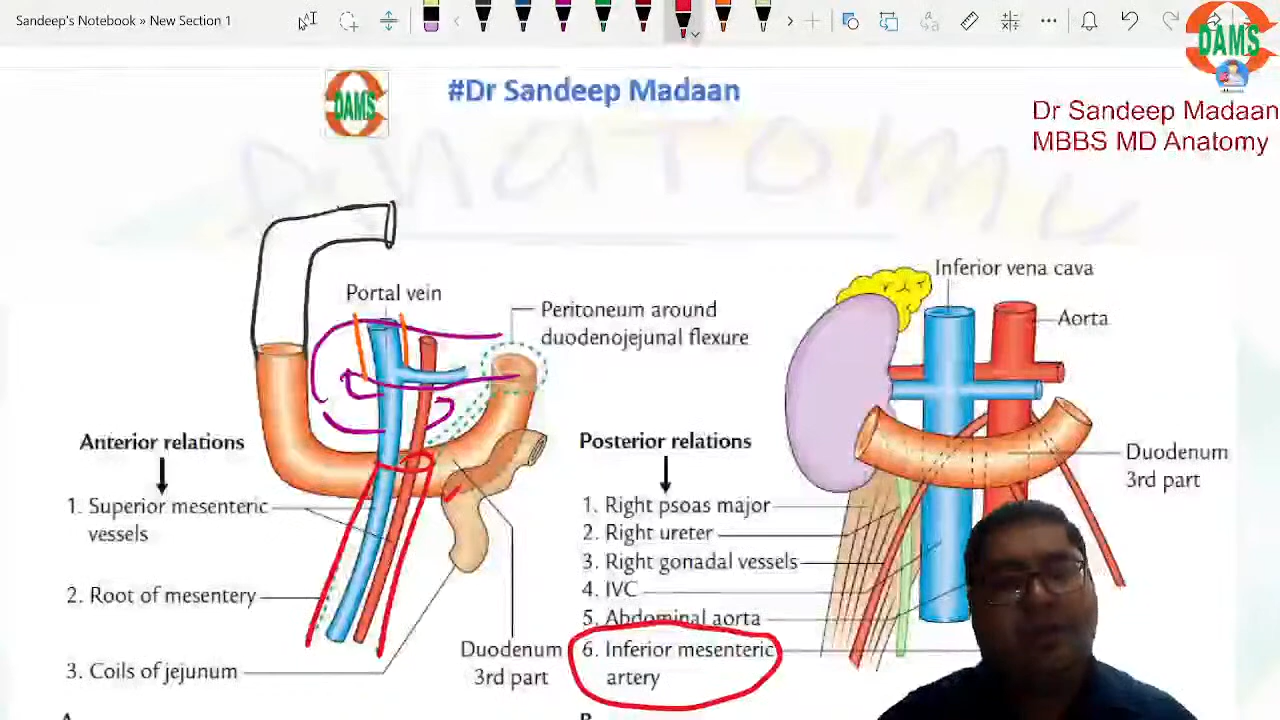 Sandeep's Notebook » New Section 1
DAMS
#Dr Sandeep Madaan
DAMS
Dr Sandeep Madaan
MBBS MD Anatomy
Anatomy
Portal vein
Peritoneum around
duodenojejunal flexure
Anterior relations
1. Superior mesenteric
vessels
2. Root of mesentery
3. Coils of jejunum
Duodenum
3rd part
A
Inferior vena cava
Aorta
Posterior relations
Duodenum
3rd part
1. Right psoas major
2. Right ureter
3. Right gonadal vessels
4. IVC
5. Abdominal aorta
6. Inferior mesenteric
artery
B